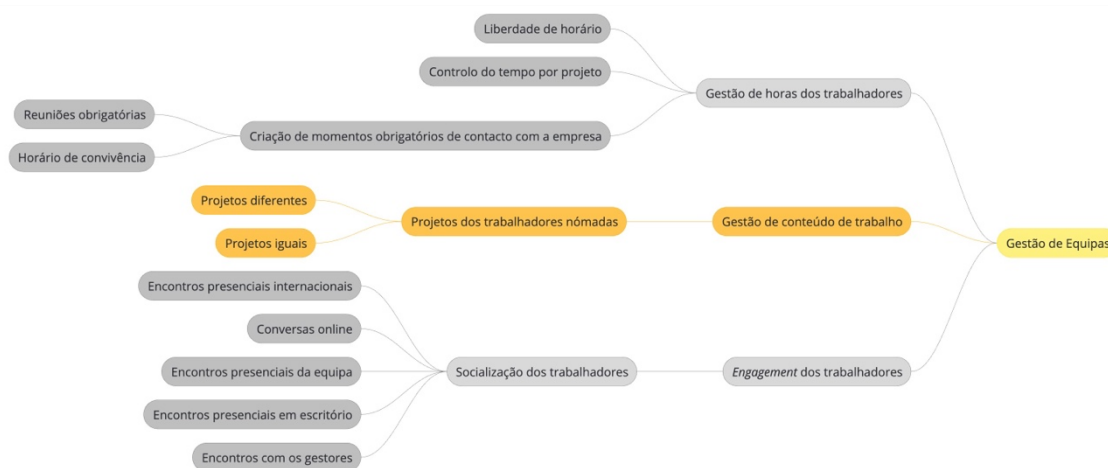 Liberdade de horário
Controlo do tempo por projeto
Gestão de horas dos trabalhadores
Reuniões obrigatórias
Criação de momentos obrigatórios de contacto com a empresa
Horário de convivência
Projetos diferentes
Projetos dos trabalhadores nómadas
Gestão de conteúdo de trabalho
Projetos iguais
Gestão de Equipas
Encontros presenciais internacionais
Conversas online
Encontros presenciais da equipa
Socialização dos trabalhadores
Engagement dos trabalhadores
Encontros presenciais em escritório
Encontros com os gestores